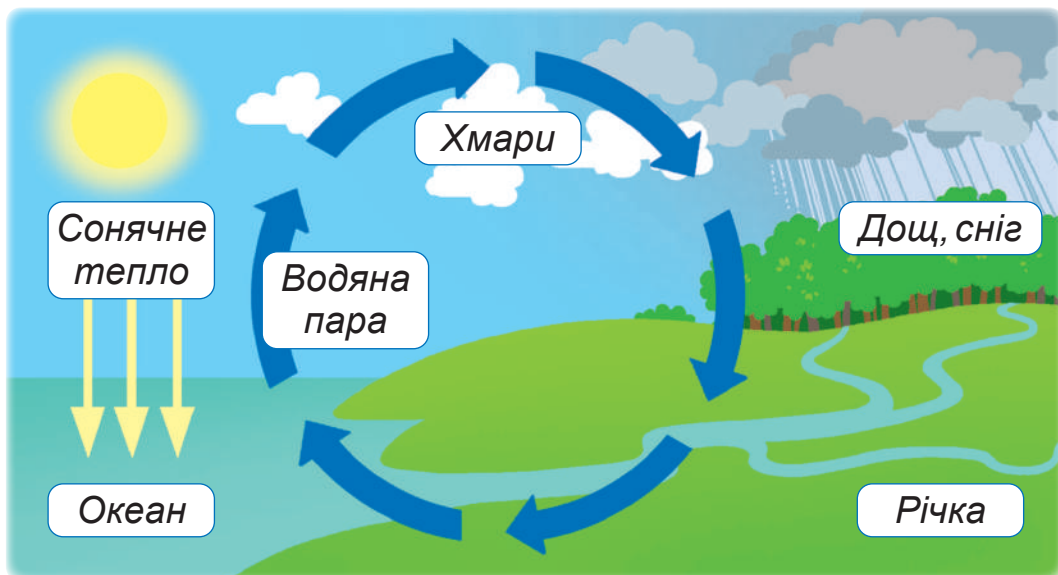 Хмари
Сонячне
тепло
Водяна
пара
Дощ, сніг
Океан
Річка